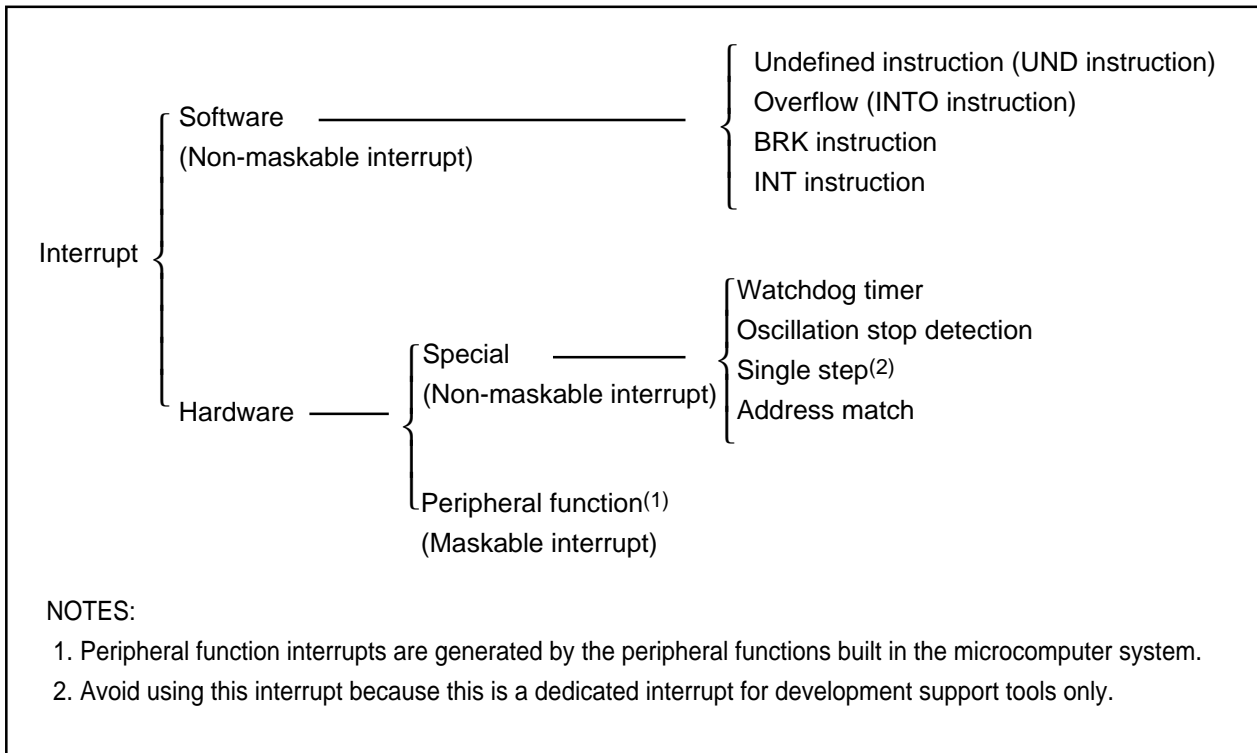 Interrupt
Software
(Non-maskable interrupt)
Undefined instruction (UND instruction)
Overflow (INTO instruction)
BRK instruction
INT instruction
Hardware
Special
(Non-maskable interrupt)
Watchdog timer
Oscillation stop detection
Single step(2)
Address match
Peripheral function(1)
(Maskable interrupt)
NOTES:
1. Peripheral function interrupts are generated by the peripheral functions built in the microcomputer system.
2. Avoid using this interrupt because this is a dedicated interrupt for development support tools only.